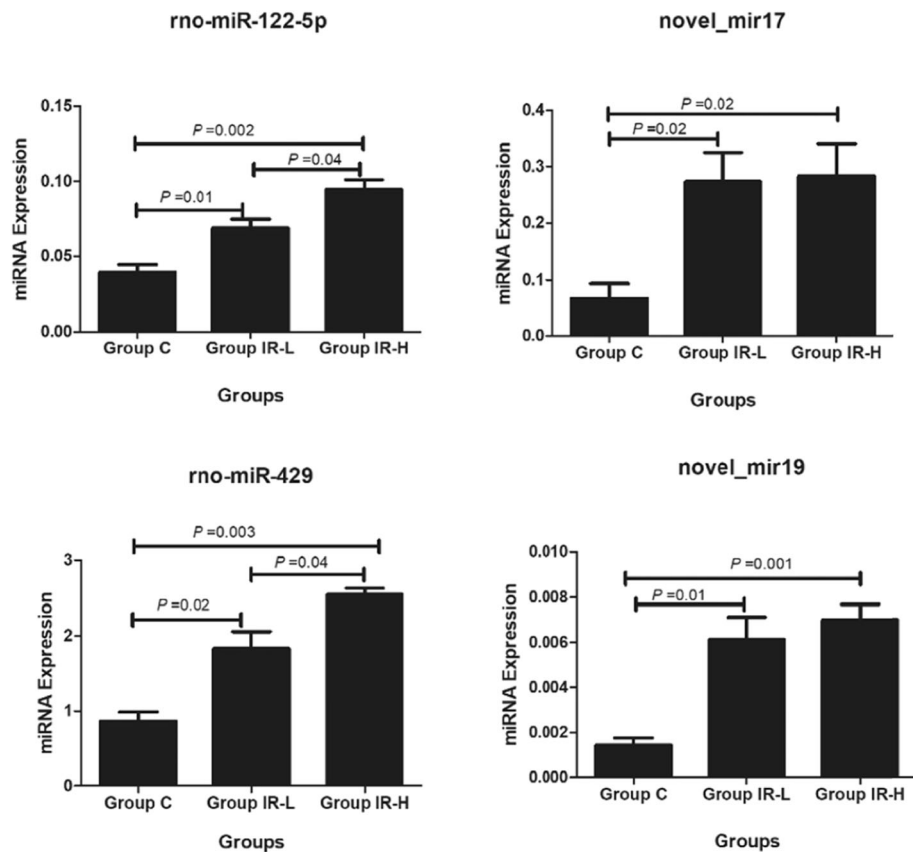 rno-miR-122-5p
miRNA Expression
0.15
0.10
0.05
0.00
P =0.002
P =0.04
P =0.01
Group C Group IR-L Group IR-H
Groups
novel_mir17
miRNA Expression
0.4
0.3
0.2
0.1
0.0
P =0.02
P =0.02
Group C Group IR-L Group IR-H
Groups
rno-miR-429
miRNA Expression
3
2
1
0
P =0.003
P =0.04
P =0.02
Group C Group IR-L Group IR-H
Groups
novel_mir19
miRNA Expression
0.010
0.008
0.006
0.004
0.002
0.000
P =0.001
P =0.01
Group C Group IR-L Group IR-H
Groups